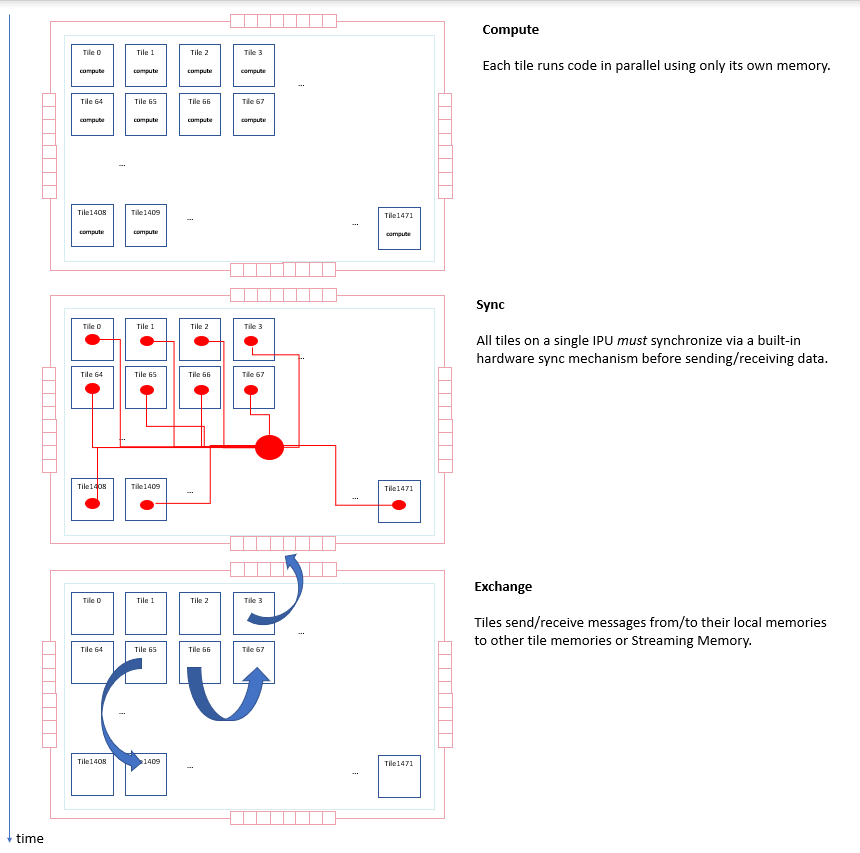 Compute
Each tile runs code in parallel using only its own memory.
Tile 0 Tile 1 Tile 2 Tile 3
compute compute compute compute
...
Tile 64 Tile 65 Tile 66 Tile 67
compute compute compute compute
...
Tile1408 Tile1409 ... ... Tile1471
compute compute compute
Sync
All tiles on a single IPU must synchronize via a built-in
hardware sync mechanism before sending/receiving data.
Tile 0 Tile 1 Tile 2 Tile 3
...
Tile 64 Tile 65 Tile 66 Tile 67
...
Tile1408 Tile1409 ... ... Tile1471
Exchange
Tiles send/receive messages from/to their local memories
to other tile memories or Streaming Memory.
Tile 0 Tile 1 Tile 2 Tile 3
...
Tile 64 Tile 65 Tile 66 Tile 67
...
Tile1408 1409 ... ... Tile1471
time